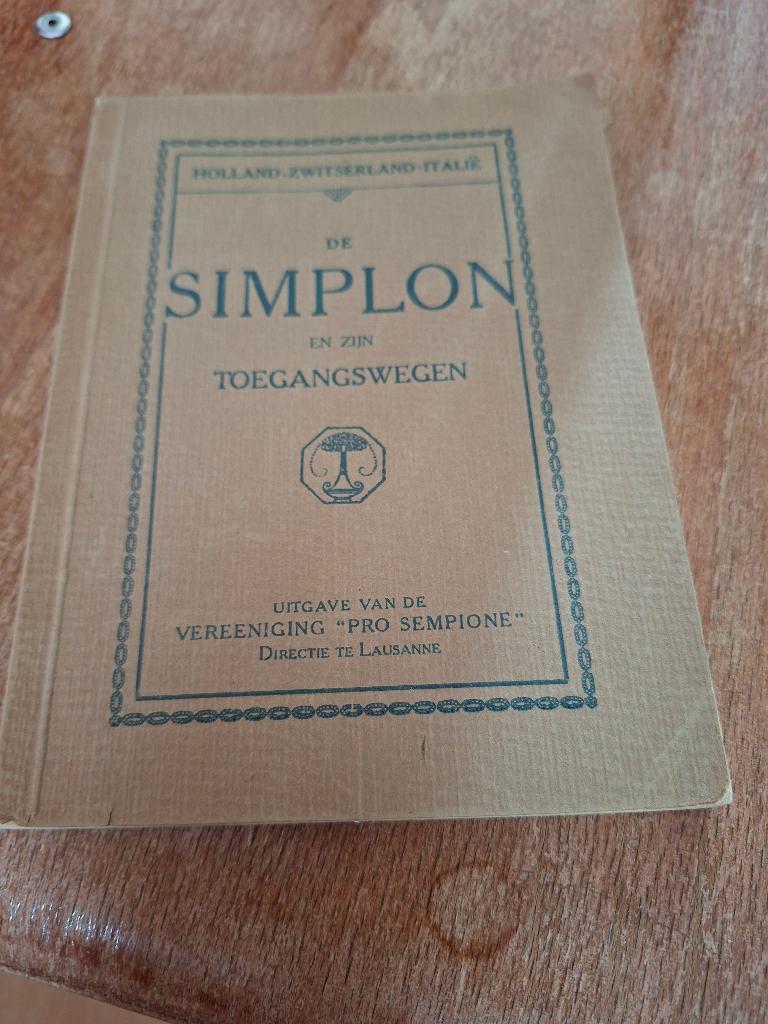 HOLLAND-ZWITSERLAND-ITALIË
DE
SIMPLON
EN ZIJN
TOEGANGSWEGEN
UITGAVE VAN DE
VEREENIGING "PRO SEMPIONE"
DIRECTIE TE LAUSANNE